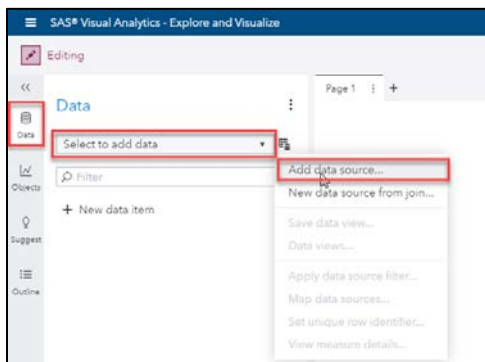 SAS® Visual Analytics - Explore and Visualize
Editing
Page 1
Data
Data
Select to add data
Filter
Objects
+ New data item
Suggest
Outline
Add data source...
New data source from join...
Save data view...
Data views...
Apply data source filter...
Map data sources...
Set unique row identifier...
View measure details...